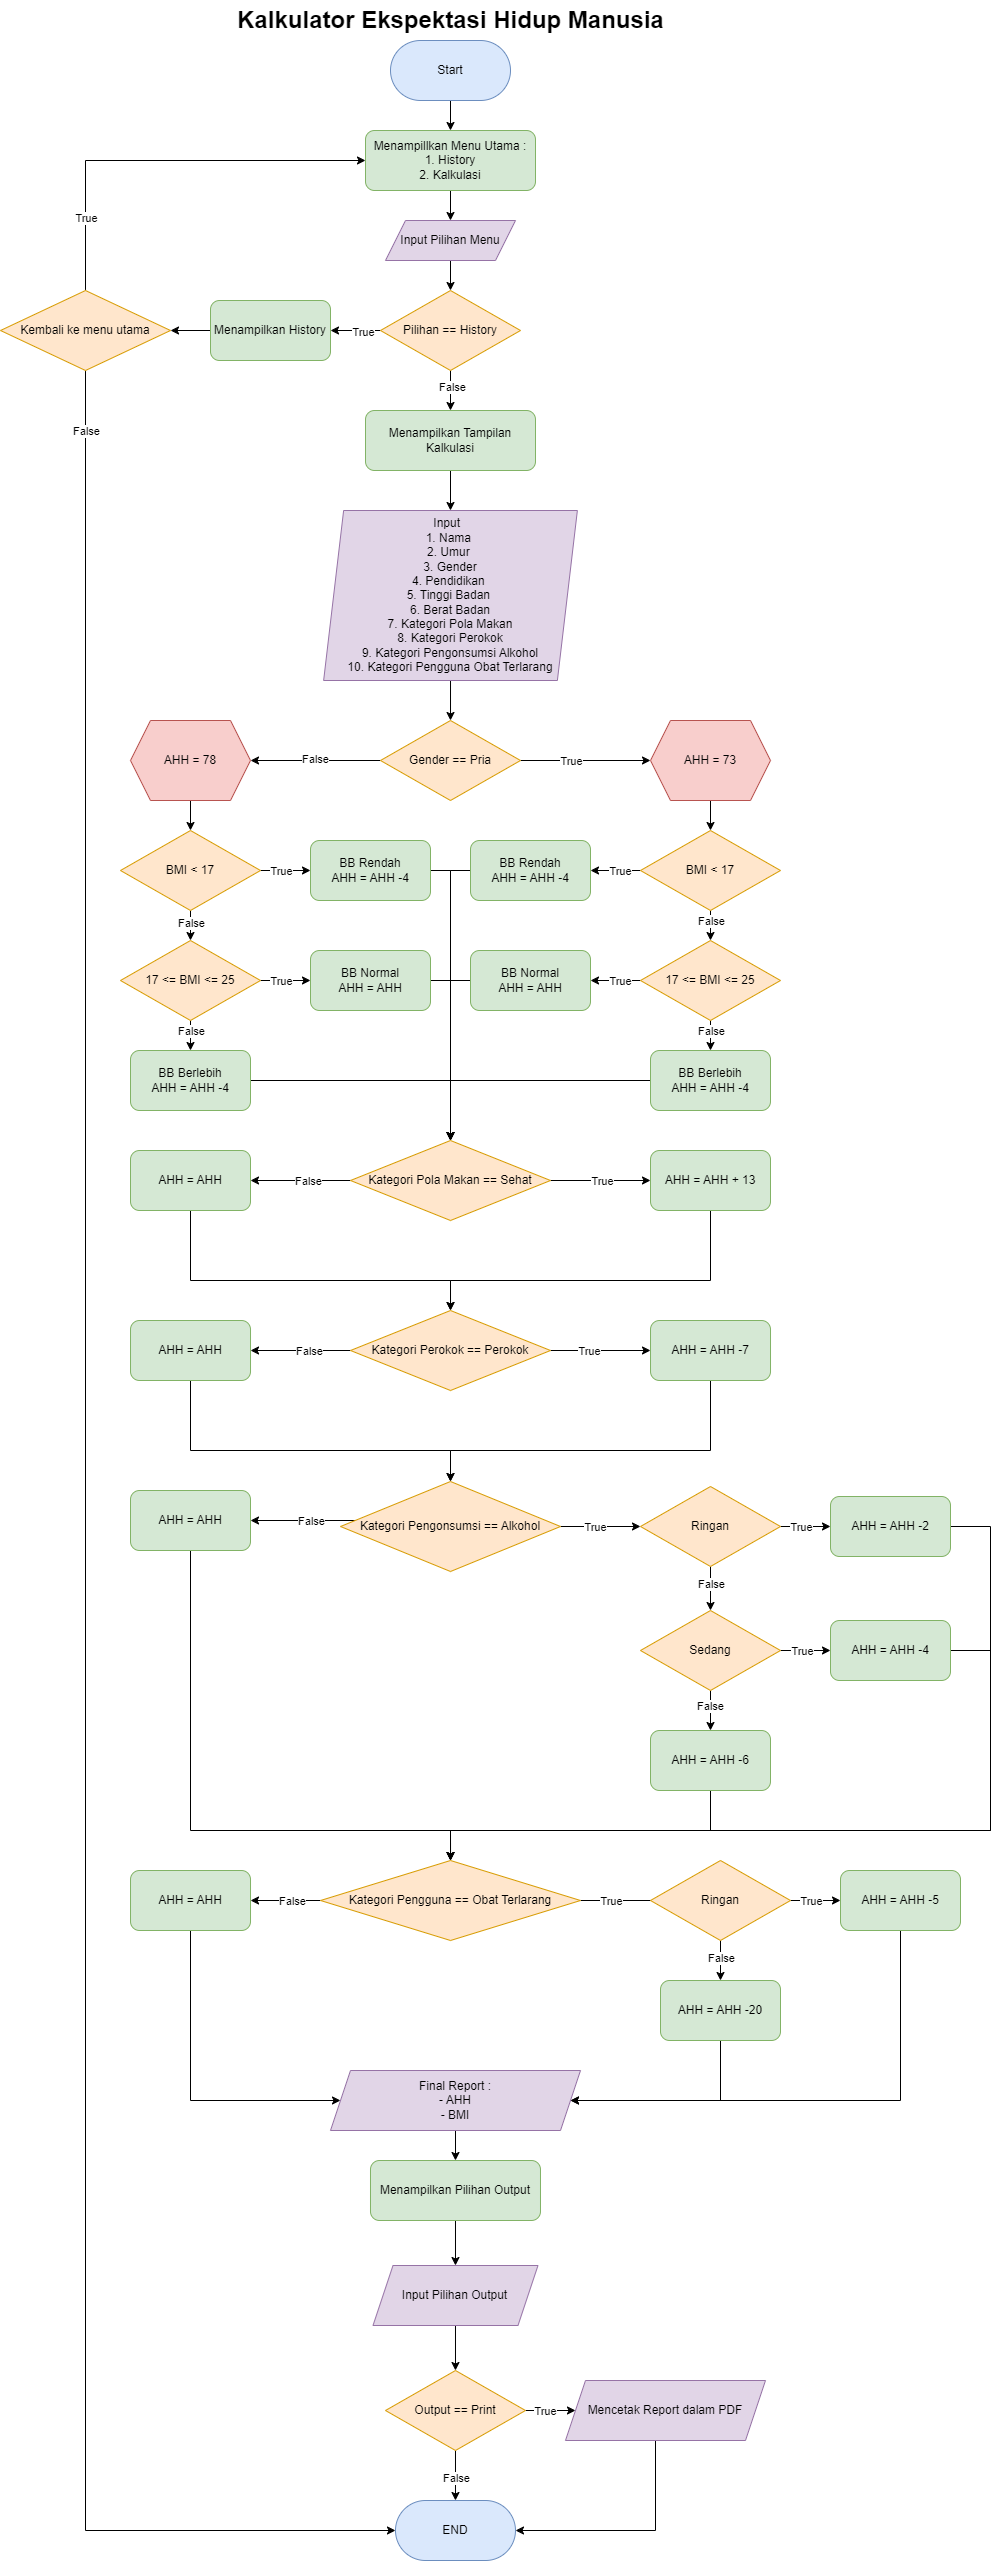 Kalkulator Ekspektasi Hidup Manusia
Start
Menampillkan Menu Utama :
1. History
2. Kalkulasi
True
Input Pilihan Menu
Kembali ke menu utama
Menampilkan History
True
Pilihan == History
False
False
Menampilkan Tampilan
Kalkulasi
Input
1. Nama
2. Umur
3. Gender
4. Pendidikan
5. Tinggi Badan
6. Berat Badan
7. Kategori Pola Makan
8. Kategori Perokok
9. Kategori Pengonsumsi Alkohol
10. Kategori Pengguna Obat Terlarang
AHH = 78
False
Gender == Pria
True
AHH = 73
BMI < 17
True
BB Rendah
AHH = AHH -4
BB Rendah
AHH = AHH -4
True
BMI < 17
False
False
17 <= BMI <= 25
True
BB Normal
AHH = AHH
BB Normal
AHH = AHH
True
17 <= BMI <= 25
False
False
BB Berlebih
AHH = AHH -4
BB Berlebih
AHH = AHH -4
AHH = AHH
False
Kategori Pola Makan == Sehat
True
AHH = AHH + 13
AHH = AHH
False
Kategori Perokok == Perokok
True
AHH = AHH -7
AHH = AHH
False
Kategori Pengonsumsi == Alkohol
True
Ringan
True
AHH = AHH -2
False
Sedang
True
AHH = AHH -4
False
AHH = AHH -6
AHH = AHH
False
Kategori Pengguna == Obat Terlarang
True
Ringan
True
AHH = AHH -5
False
AHH = AHH -20
Final Report :
- AHH
- BMI
Menampilkan Pilihan Output
Input Pilihan Output
Output == Print
True
Mencetak Report dalam PDF
False
END